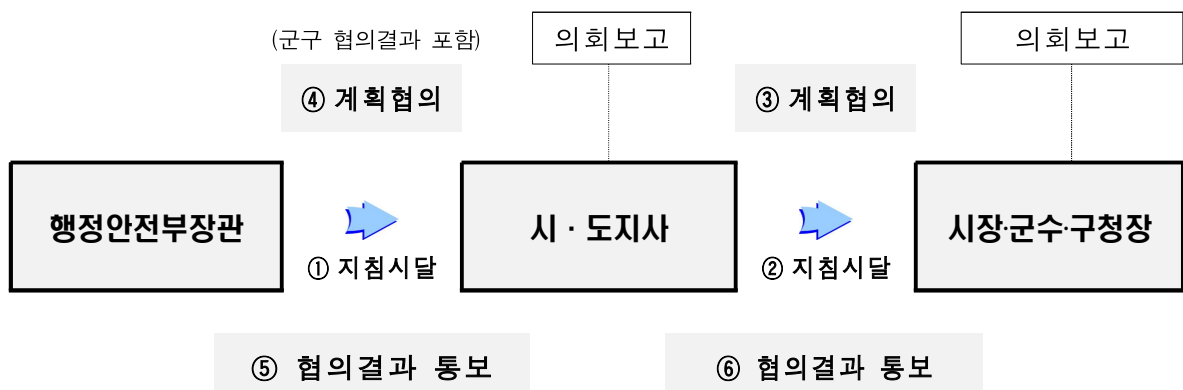 (군구 협의결과 포함)
의회보고
의회보고
④ 계획협의
③ 계획협의
행정안전부장관
시 · 도지사
시장·군수·구청장
① 지침시달
② 지침시달
⑤ 협의결과 통보
⑥ 협의결과 통보